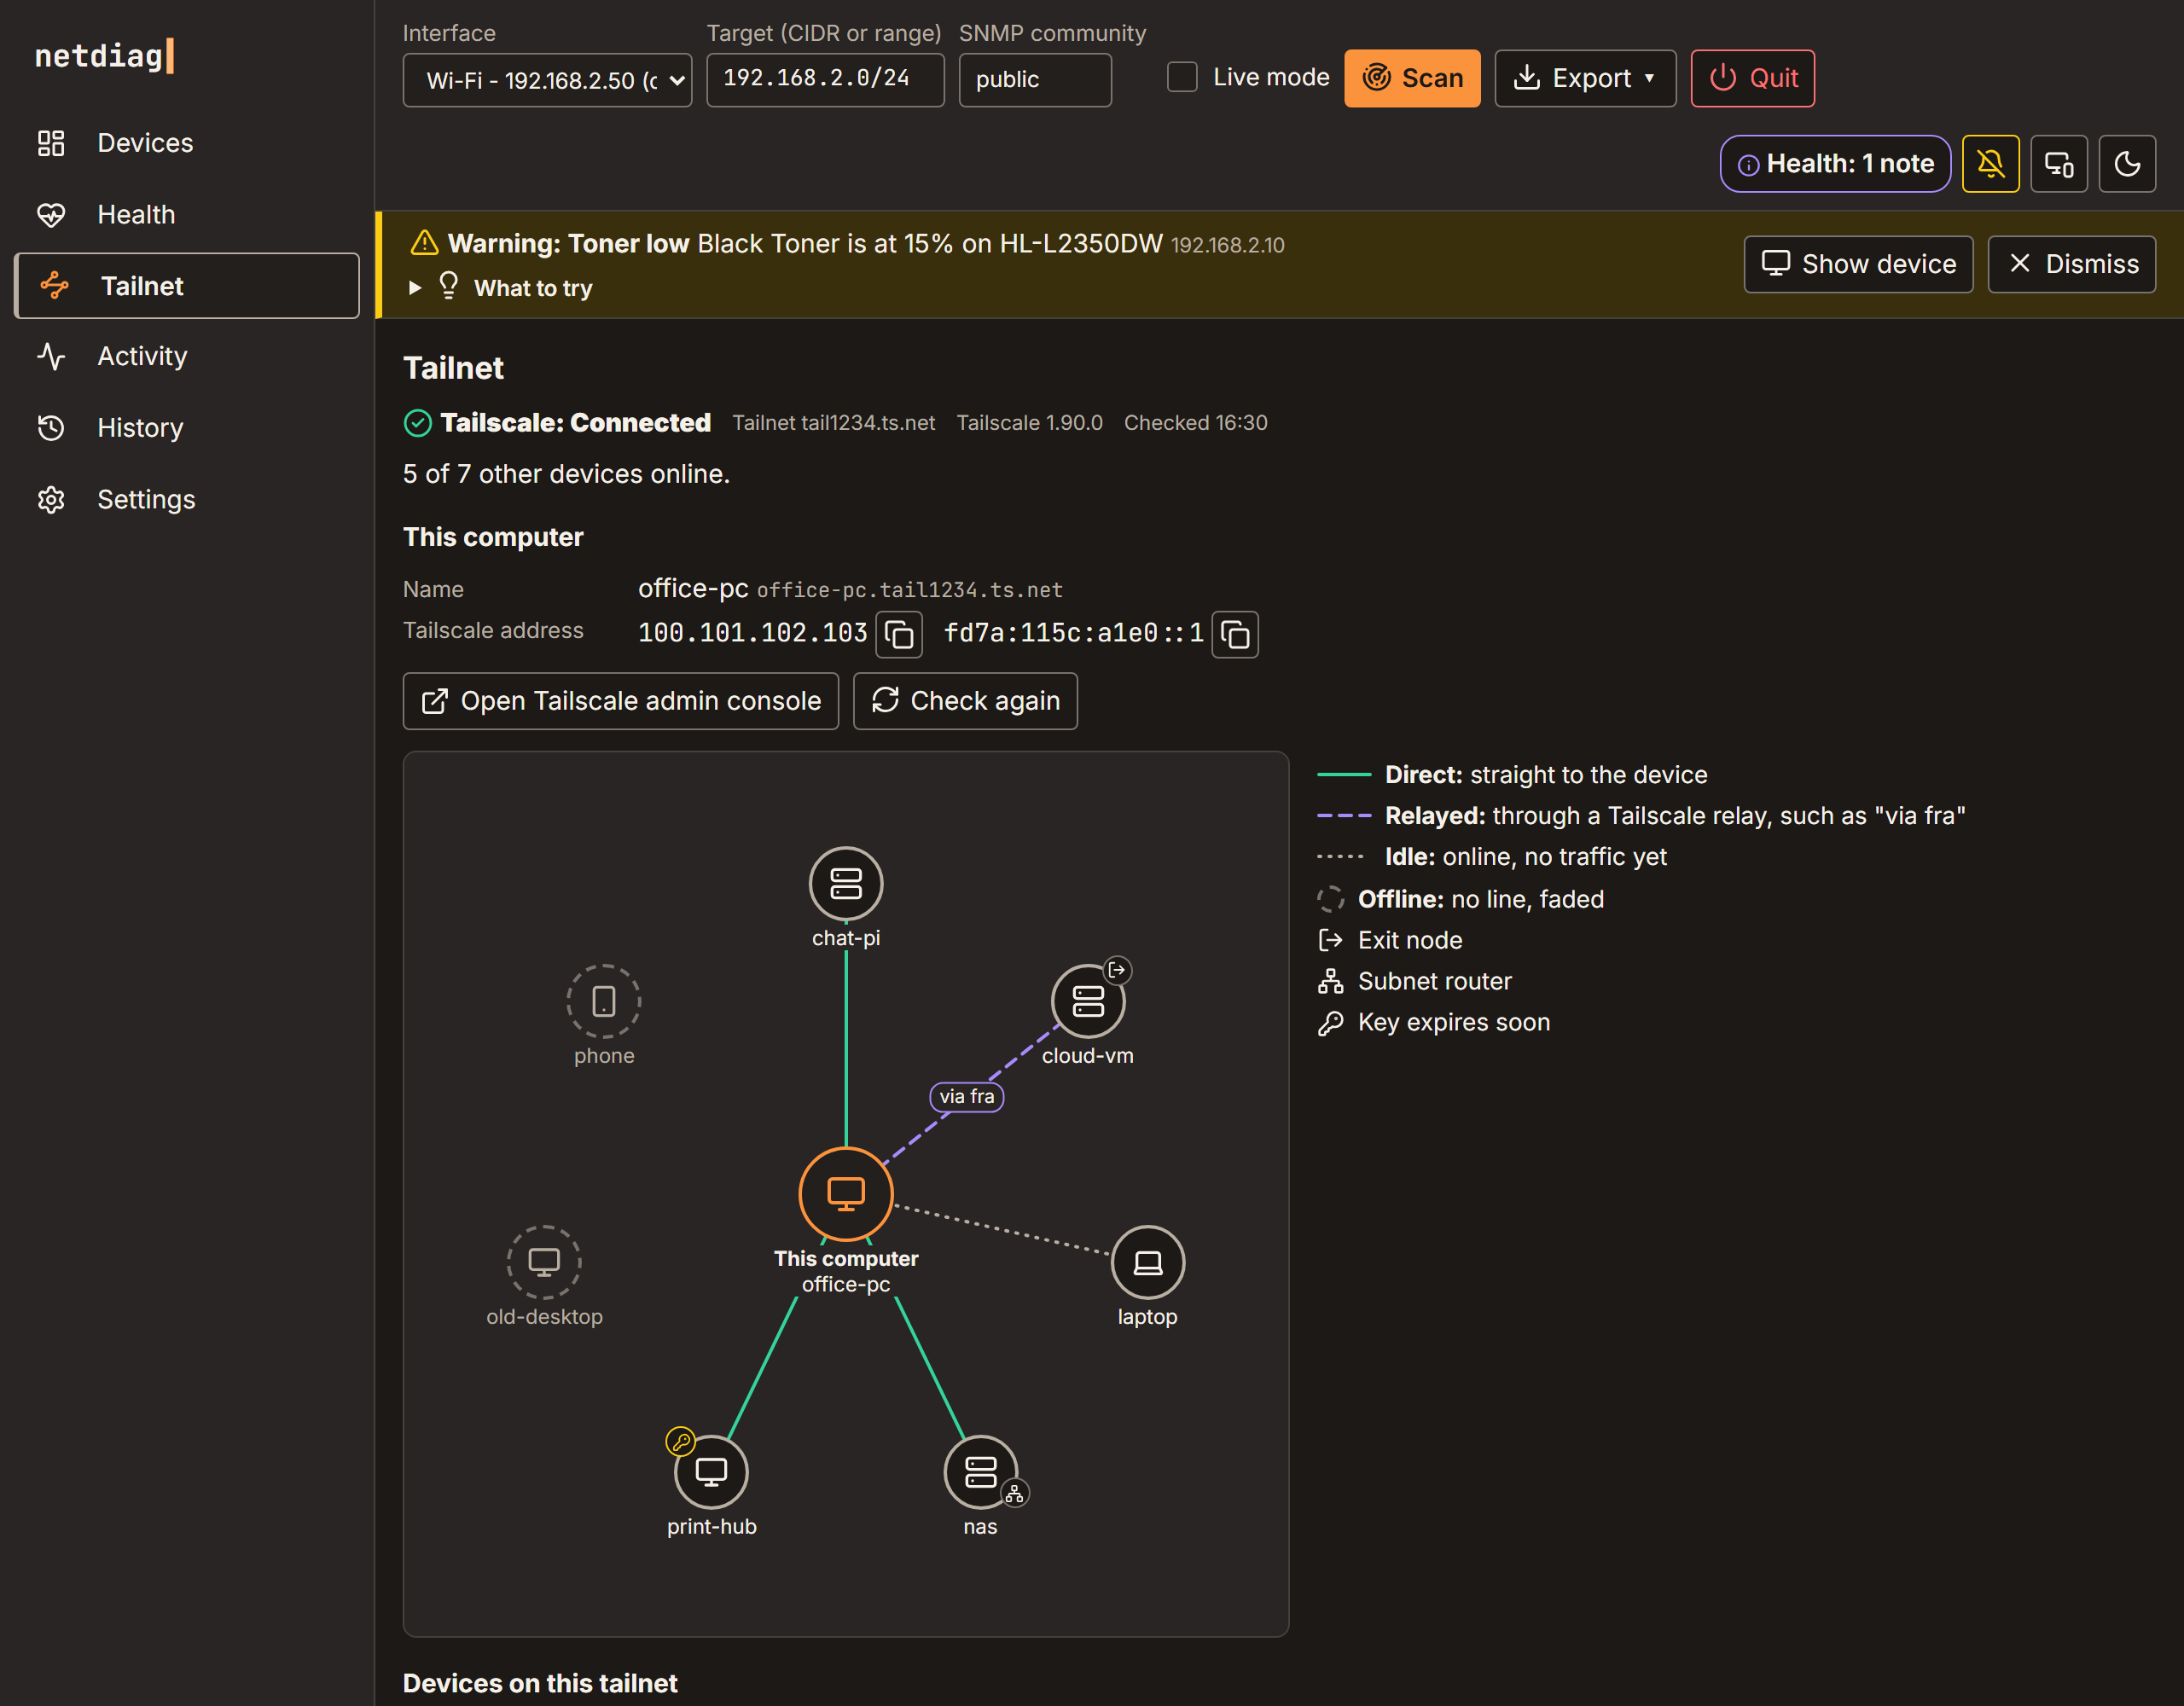 netdiag
Devices
Health
Tailnet
Activity
History
Settings
Interface
Target (CIDR or range)
SNMP community
Wi-Fi - 192.168.2.50 (
192.168.2.0/24
public
Live mode
Scan
Export
Quit
Health: 1 note
Warning: Toner low Black Toner is at 15% on HL-L2350DW 192.168.2.10
What to try
Show device
Dismiss
Tailnet
Tailscale: Connected Tailnet tail1234.ts.net Tailscale 1.90.0 Checked 16:30
5 of 7 other devices online.
This computer
Name office-pc office-pc.tail1234.ts.net
Tailscale address 100.101.102.103 fd7a:115c:a1e0::1
Open Tailscale admin console
Check again
Direct: straight to the device
Relayed: through a Tailscale relay, such as "via fra"
Idle: online, no traffic yet
Offline: no line, faded
Exit node
Subnet router
Key expires soon
chat-pi
phone
cloud-vm
via fra
This computer
office-pc
old-desktop
laptop
print-hub
nas
Devices on this tailnet